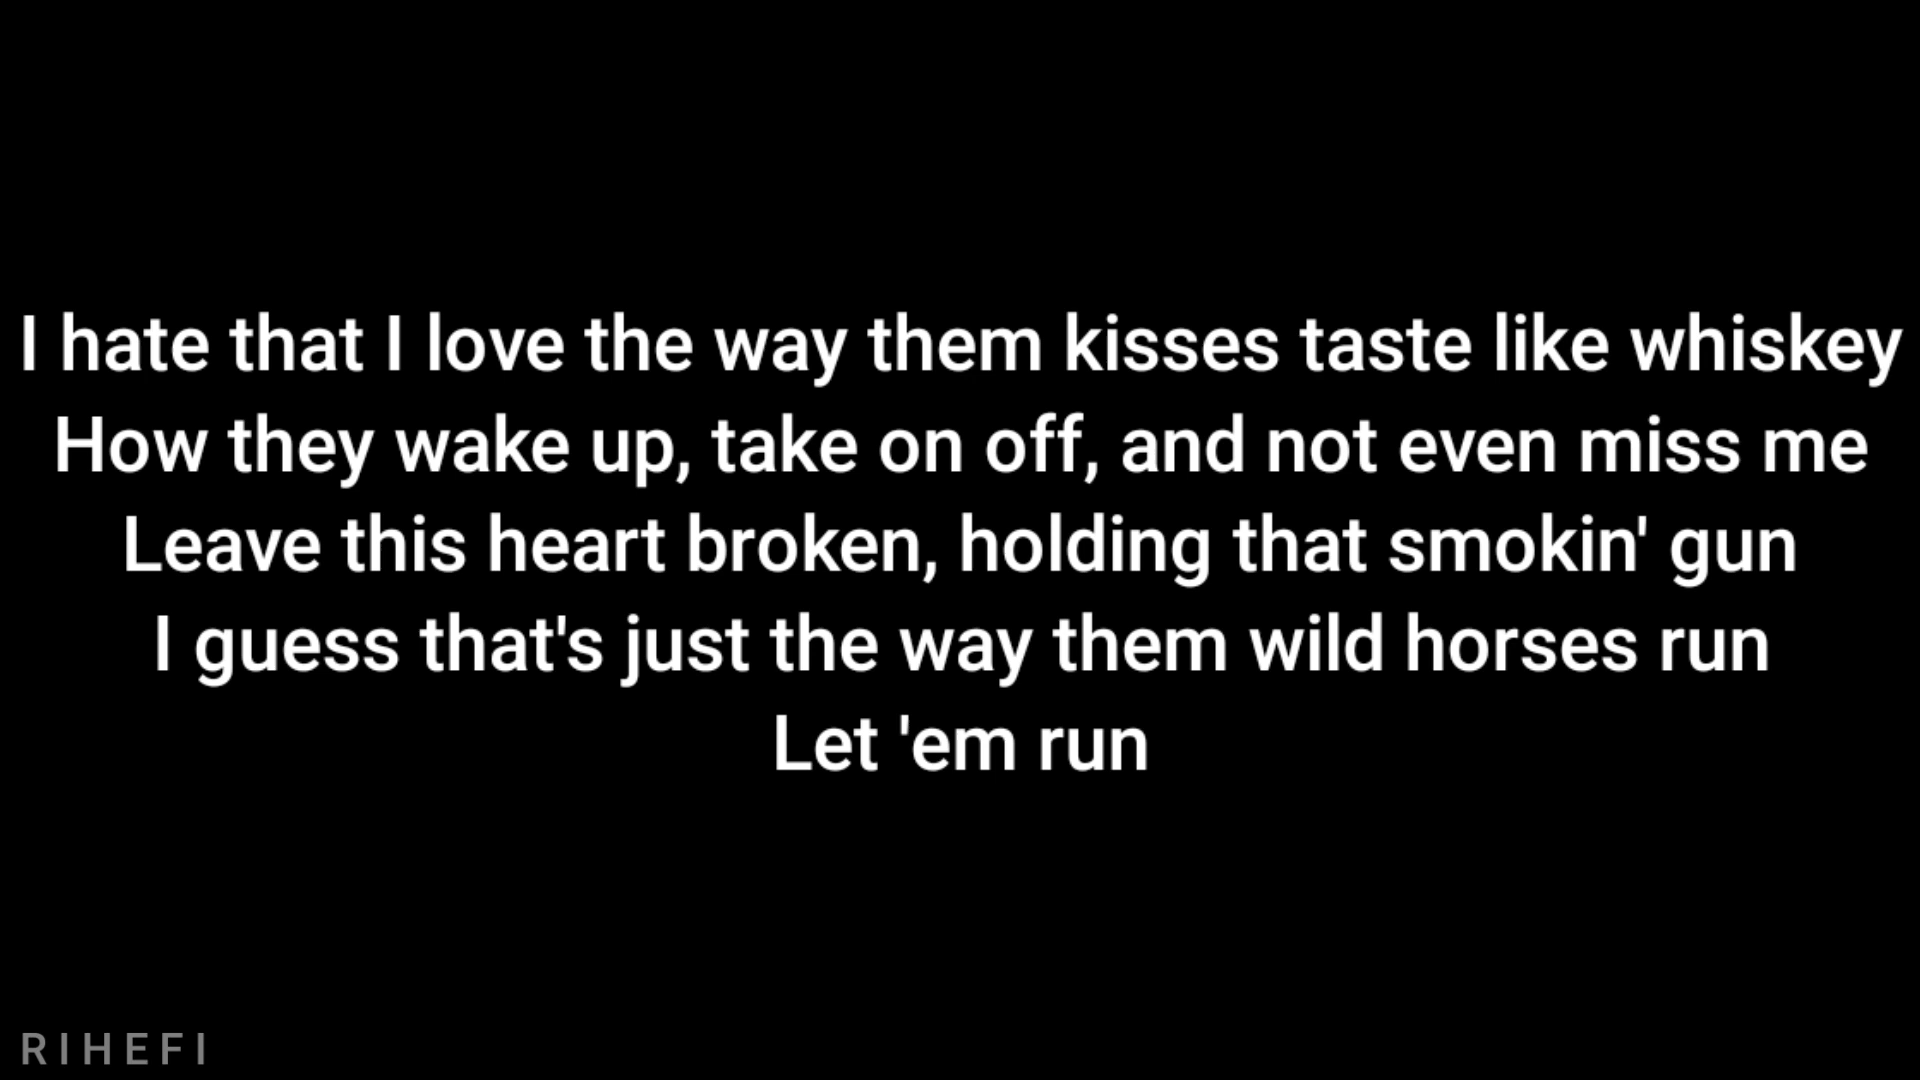 I hate that I love the way them kisses taste like whiskey
How they wake up, take on off, and not even miss me
Leave this heart broken, holding that smokin' gun
I guess that's just the way them wild horses run
Let 'em run
RIHEFI